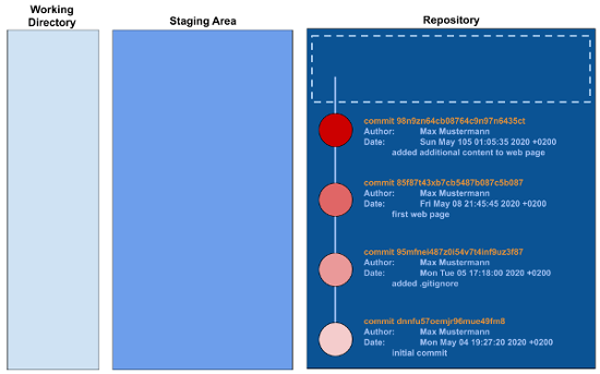 Working
Directory
Staging Area
Repository
commit 98n9zn64cb08764c9n97n6435ct
Author: Max Mustermann
Date: Sun May 105 01:05:35 2020 +0200
added additional content to web page
commit 85f87t43xb7cb5487b087c5b087
Author: Max Mustermann
Date: Fri May 08 21:45:45 2020 +0200
first web page
commit 95mfnei487z0i54v7t4inf9uz3f87
Author: Max Mustermann
Date: Mon Tue 05 17:18:00 2020 +0200
added .gitignore
commit dnnfu57oemjr96mue49fm8
Author: Max Mustermann
Date: Mon May 04 19:27:20 2020 +0200
initial commit